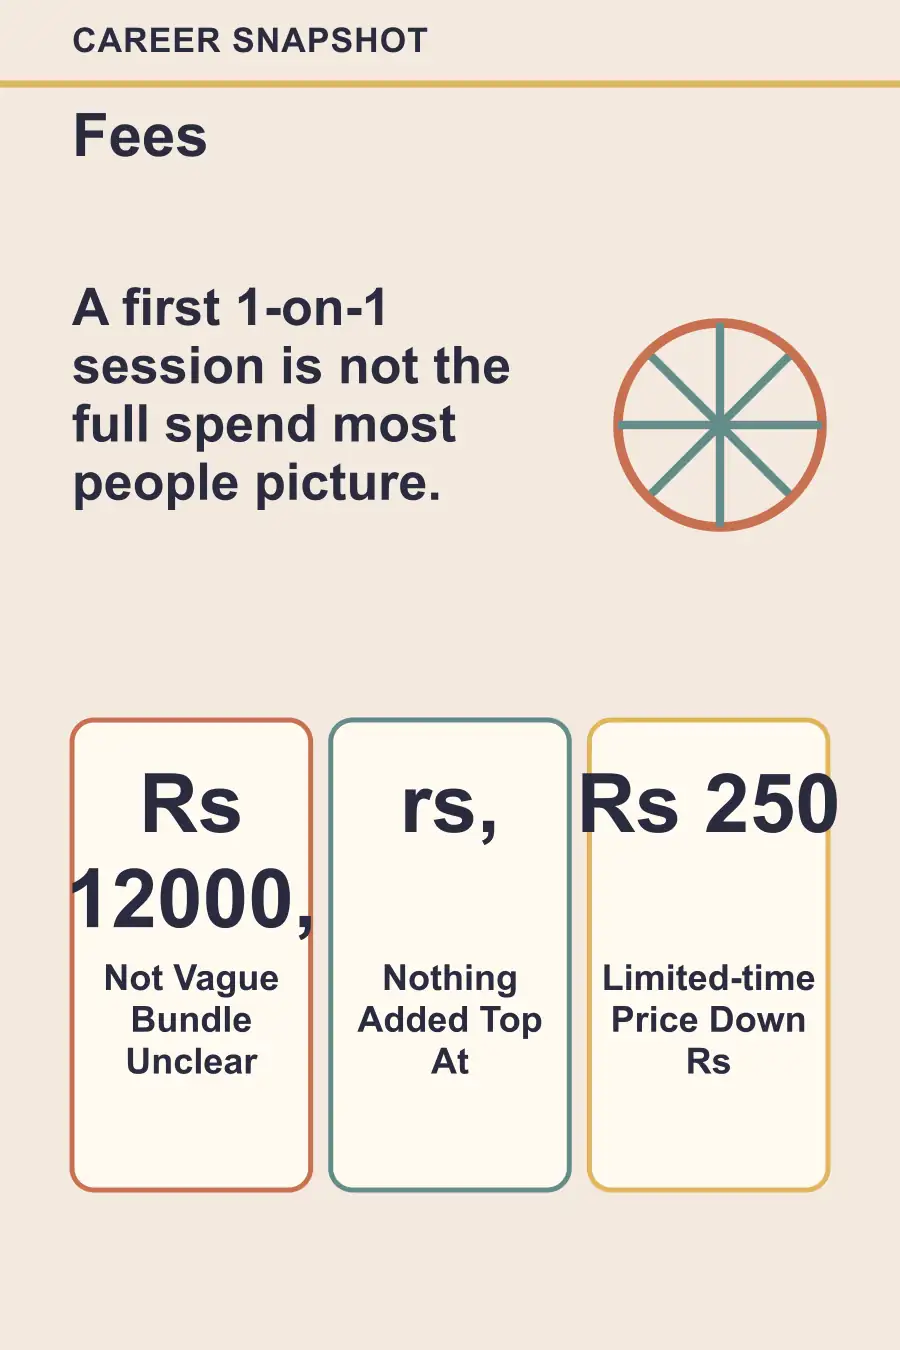 CAREER SNAPSHOT
Fees
A first 1-on-1
session is not the
full spend most
people picture.
Rs
12000,
Not Vague
Bundle
Unclear
rs,
Nothing
Added Top
At
Rs 250
Limited-time
Price Down
Rs